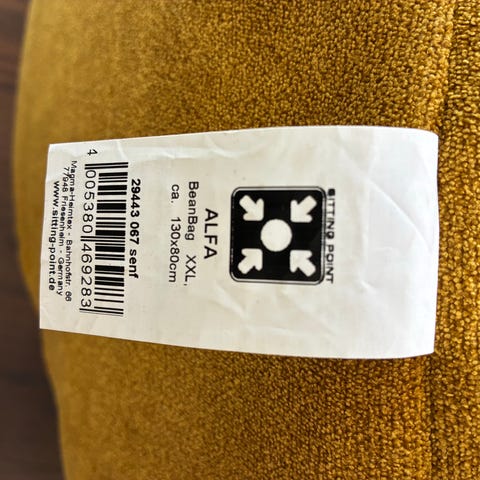 SITTING POINT
ALFA
BeanBag XXL,
ca. 130x80cm
29443 067 senf
4 005380 469283
Magma-Heimtex - Bahnhofstr. 66
77948 Friesenheim - Germany
www.sitting-point.de